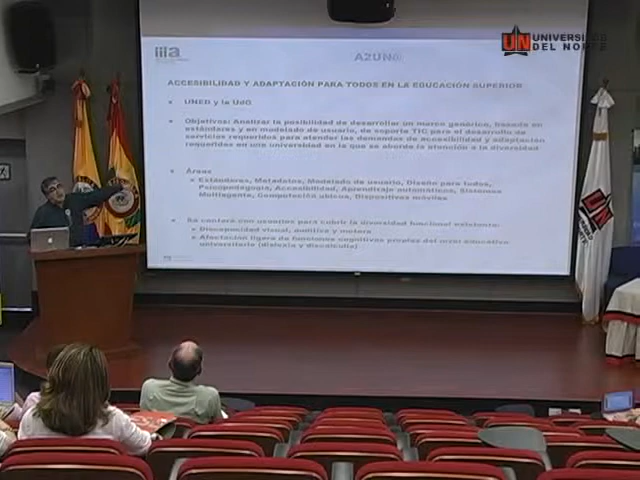 UNIVERSIDAD
DEL NORTE
UN
A2UN@
ACCESIBILIDAD Y ADAPTACIÓN PARA TODOS EN LA EDUCACIÓN SUPERIOR
UNED y la UdG
Objetivos: Analizar la posibilidad de desarrollar un marco genérico, basado en
estándares y en modelado de usuario, de soporte TIC para el desarrollo de
servicios requeridos para atender las demandas de accesibilidad y adaptación
requeridas en una universidad en la que se aborde la atención a la diversidad
Áreas
Estándares, Metadatos, Modelado de usuario, Diseño para todos,
Psicopedagogía, Accesibilidad, Aprendizaje automático, Sistemas
Multiagente, Computación ubicua, Dispositivos móviles
Se contará con usuarios para cubrir la diversidad funcional existente:
Discapacidad visual, auditiva y motora
Afectación ligera de funciones cognitivas propias del nivel educativo
universitario (dislexia y discalculia)
UN